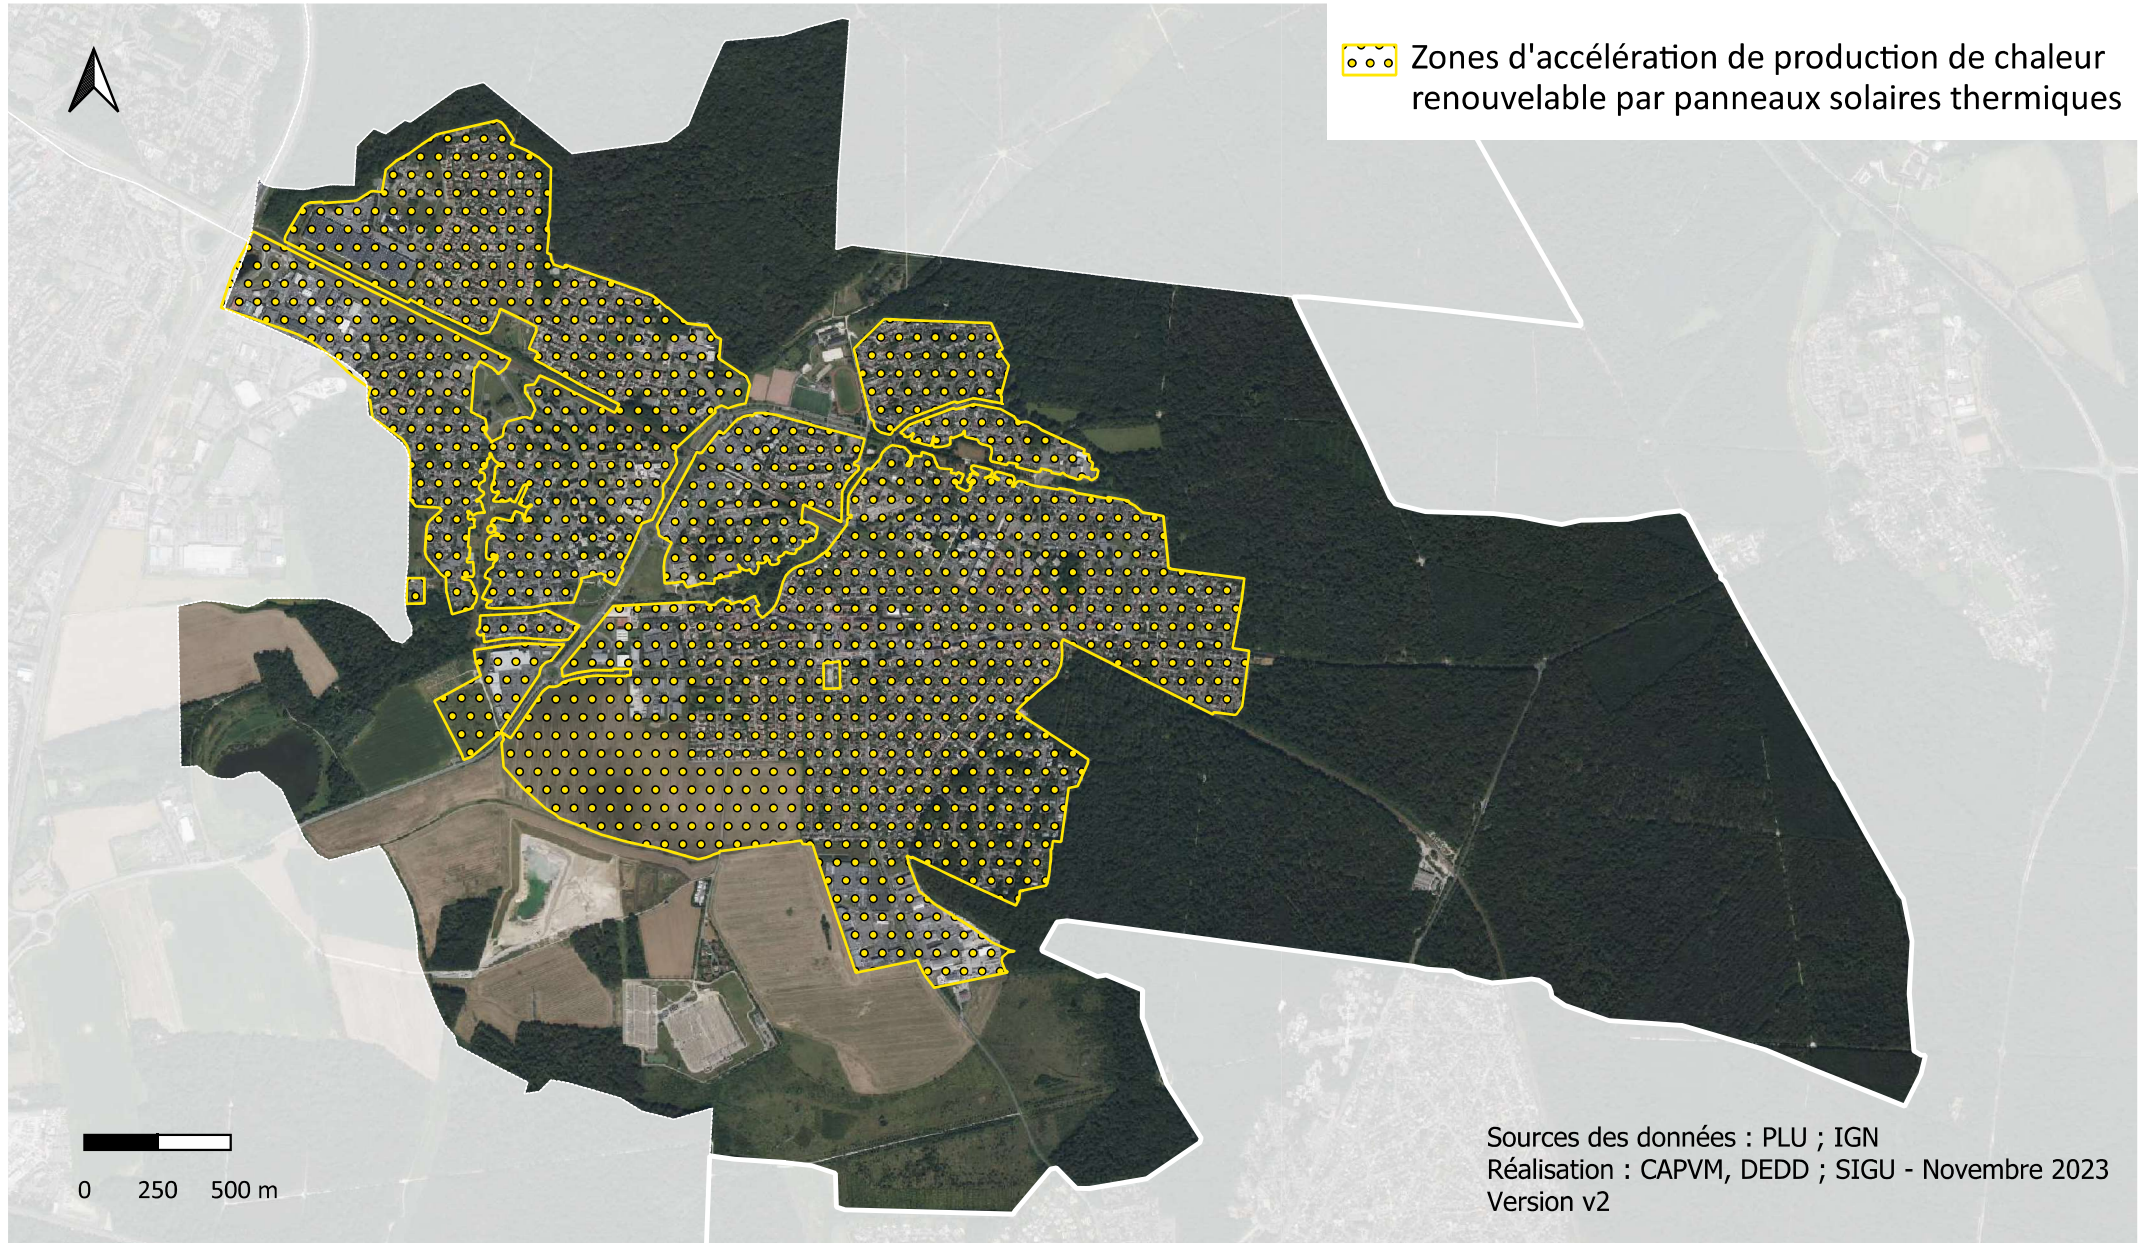 Zones d'accélération de production de chaleur
renouvelable par panneaux solaires thermiques
0 250 500 m
Sources des données : PLU ; IGN
Réalisation : CAPVM, DEDD ; SIGU - Novembre 2023
Version v2